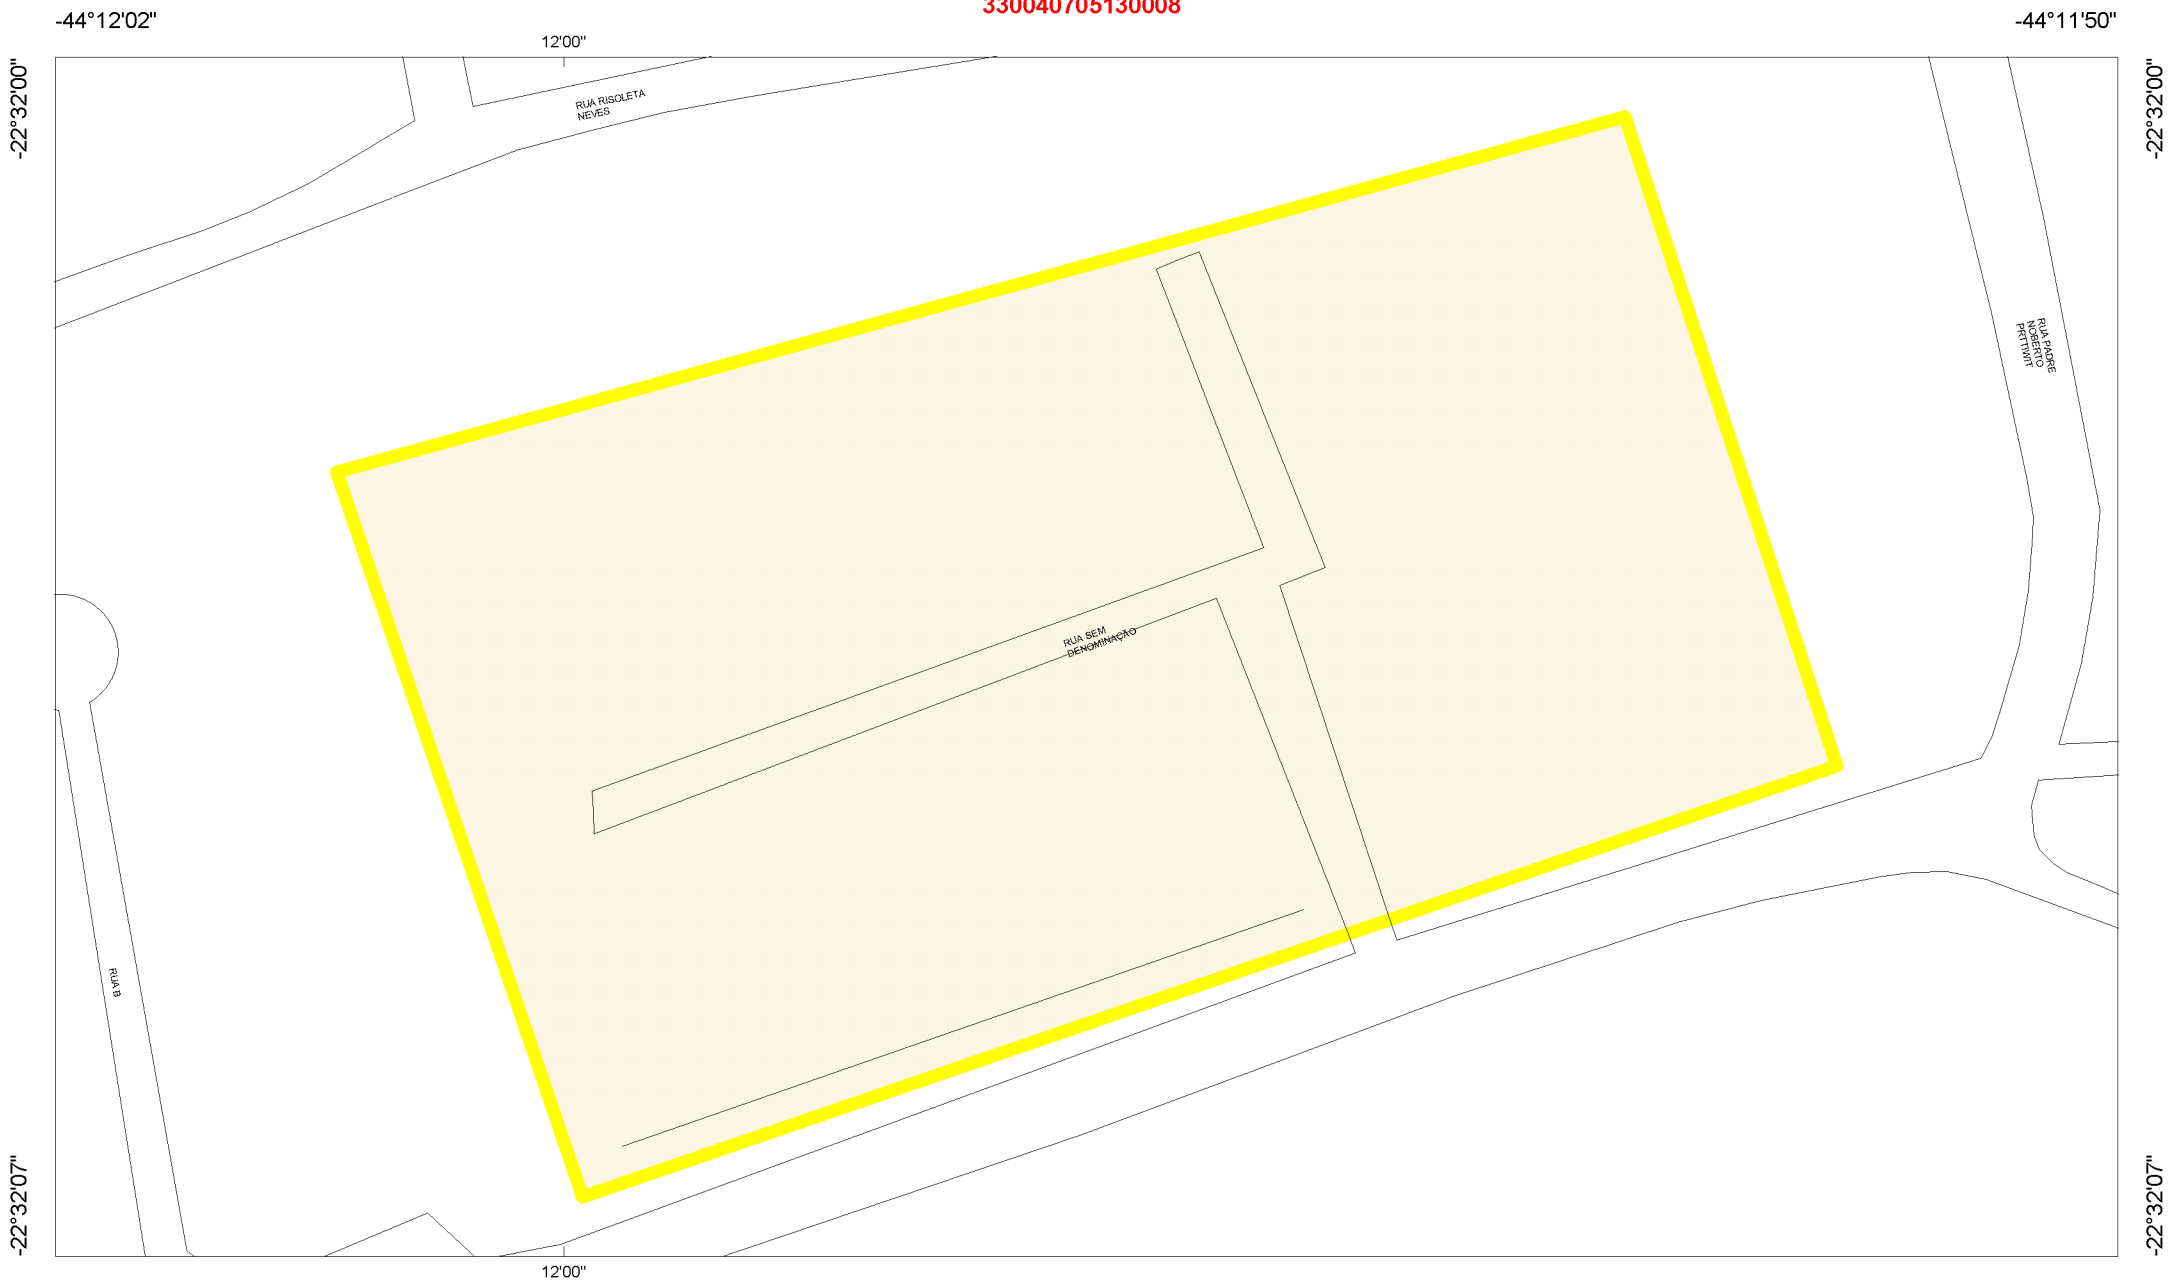 330040705130008
-44°12'02"
-44°11'50"
12'00"
-22°32'00"
-22°32'00"
RUA RISOLETA
NEVES
RUA PADRE
NOBERTO
PRTTIWIT
RUA SEM
DENOMINAÇÃO
RUA B
-22°32'07"
-22°32'07"
12'00"